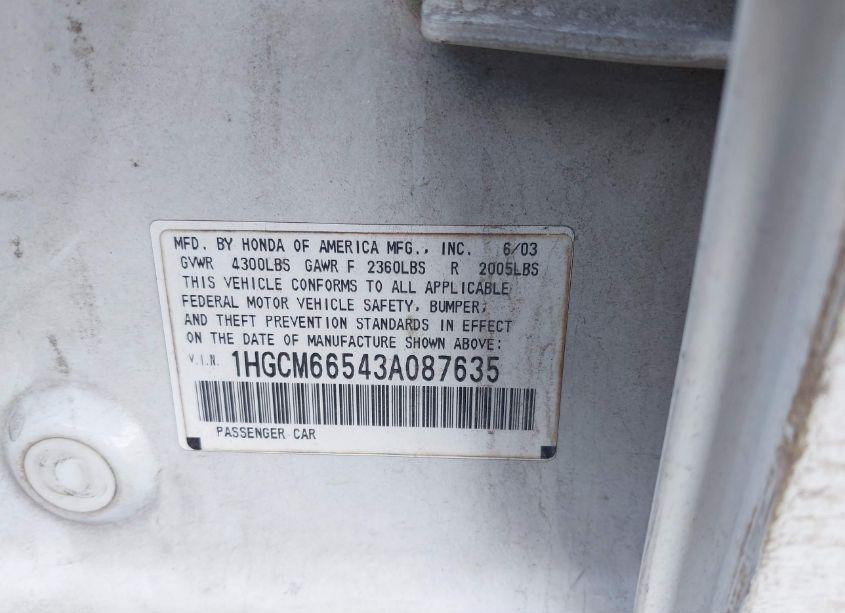 MFD. BY HONDA OF AMERICA MFG., INC. 6/03
GVWR 4300LBS GAWR F 2360LBS R 2005LBS
THIS VEHICLE CONFORMS TO ALL APPLICABLE
FEDERAL MOTOR VEHICLE SAFETY, BUMPER,
AND THEFT PREVENTION STANDARDS IN EFFECT
ON THE DATE OF MANUFACTURE SHOWN ABOVE:
V.I.N. 1HGCM66543A087635
PASSENGER CAR